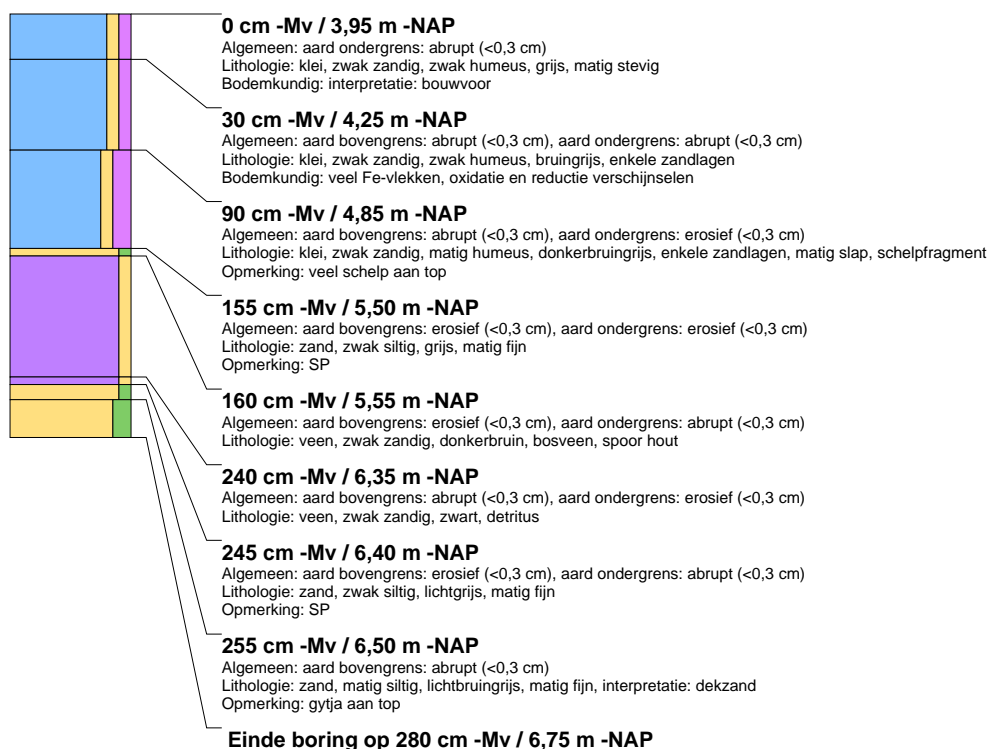 0 cm -Mv / 3,95 m -NAP
Algemeen: aard ondergrens: abrupt (<0,3 cm)
Lithologie: klei, zwak zandig, zwak humeus, grijs, matig stevig
Bodemkundig: interpretatie: bouwvoor
30 cm -Mv / 4,25 m -NAP
Algemeen: aard bovengrens: abrupt (<0,3 cm), aard ondergrens: abrupt (<0,3 cm)
Lithologie: klei, zwak zandig, zwak humeus, bruingrijs, enkele zandlagen
Bodemkundig: veel Fe-vlekken, oxidatie en reductie verschijnselen
90 cm -Mv / 4,85 m -NAP
Algemeen: aard bovengrens: abrupt (<0,3 cm), aard ondergrens: erosief (<0,3 cm)
Lithologie: klei, zwak zandig, matig humeus, donkerbruingrijs, enkele zandlagen, matig slap, schelpfragment
Opmerking: veel schelp aan top
155 cm -Mv / 5,50 m -NAP
Algemeen: aard bovengrens: erosief (<0,3 cm), aard ondergrens: erosief (<0,3 cm)
Lithologie: zand, zwak siltig, grijs, matig fijn
Opmerking: SP
160 cm -Mv / 5,55 m -NAP
Algemeen: aard bovengrens: erosief (<0,3 cm), aard ondergrens: abrupt (<0,3 cm)
Lithologie: veen, zwak zandig, donkerbruin, bosveen, spoor hout
240 cm -Mv / 6,35 m -NAP
Algemeen: aard bovengrens: abrupt (<0,3 cm), aard ondergrens: erosief (<0,3 cm)
Lithologie: veen, zwak zandig, zwart, detritus
245 cm -Mv / 6,40 m -NAP
Algemeen: aard bovengrens: erosief (<0,3 cm), aard ondergrens: abrupt (<0,3 cm)
Lithologie: zand, zwak siltig, lichtgrijs, matig fijn
Opmerking: SP
255 cm -Mv / 6,50 m -NAP
Algemeen: aard bovengrens: abrupt (<0,3 cm)
Lithologie: zand, matig siltig, lichtbruingrijs, matig fijn, interpretatie: dekzand
Opmerking: gytja aan top
Einde boring op 280 cm -Mv / 6,75 m -NAP